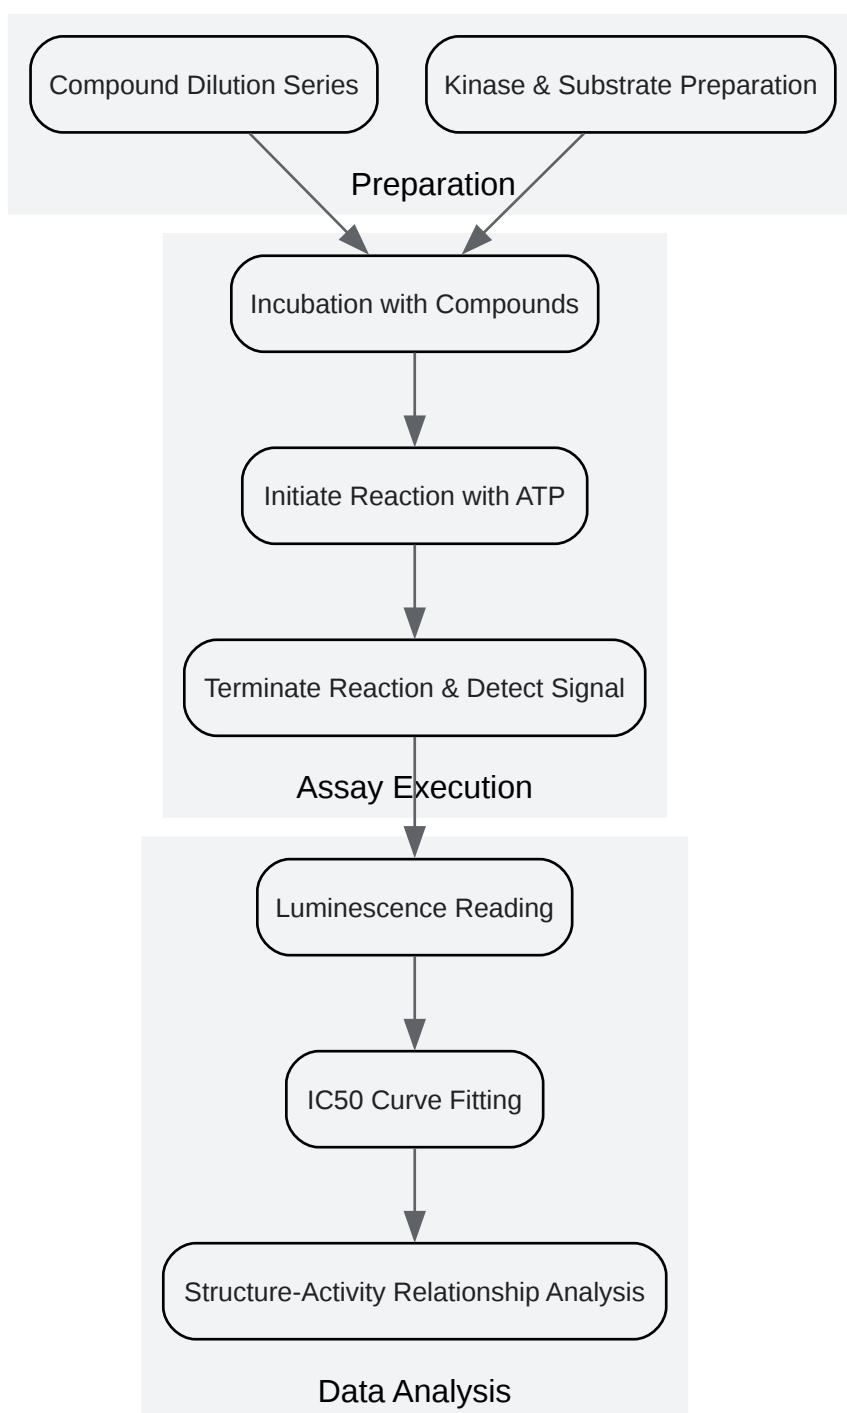 Compound Dilution Series
Kinase & Substrate Preparation
Preparation
Incubation with Compounds
Initiate Reaction with ATP
Terminate Reaction & Detect Signal
Assay Execution
Luminescence Reading
IC50 Curve Fitting
Structure-Activity Relationship Analysis
Data Analysis